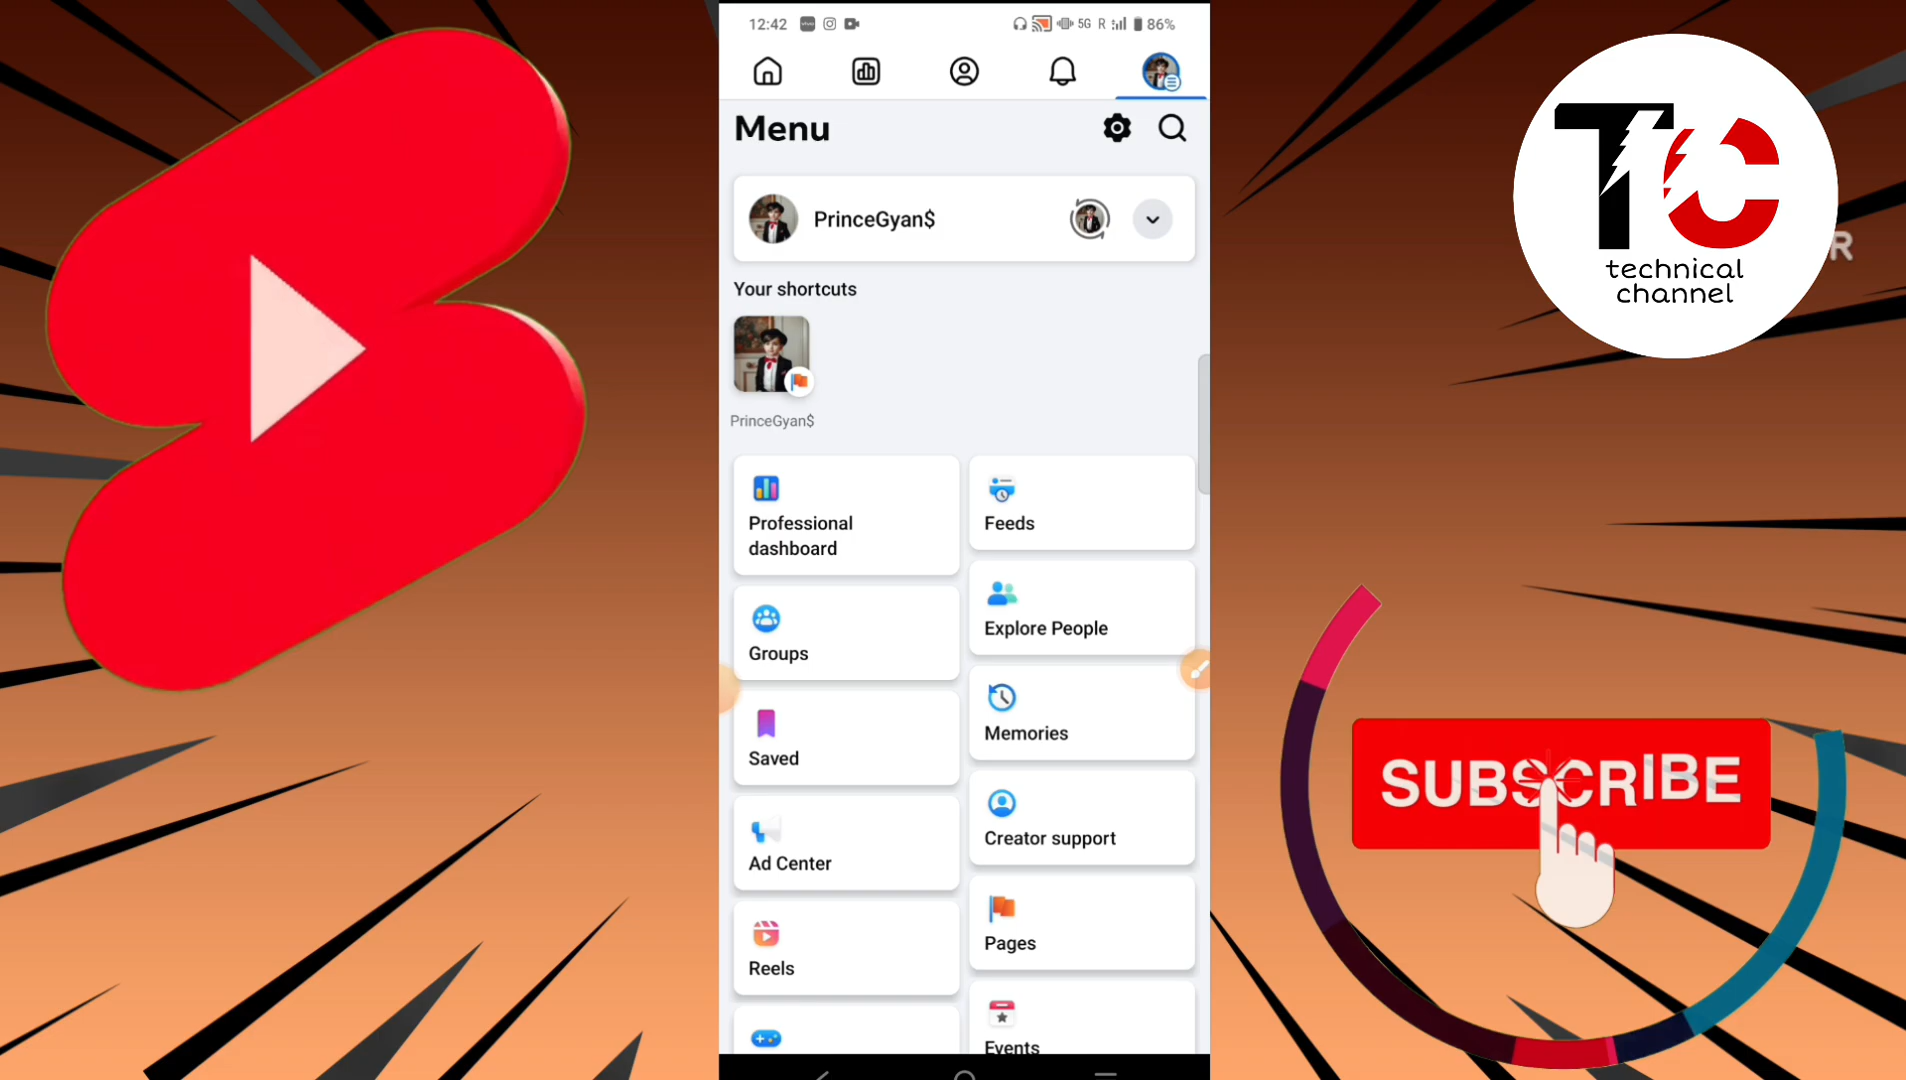 12:42
5G R 86%
Menu
PrinceGyan$
Your shortcuts
PrinceGyan$
Professional
dashboard
Feeds
Explore People
Groups
Memories
Saved
Creator support
Ad Center
Pages
Reels
Events
TC
technical
channel
R
SUBSCRIBE